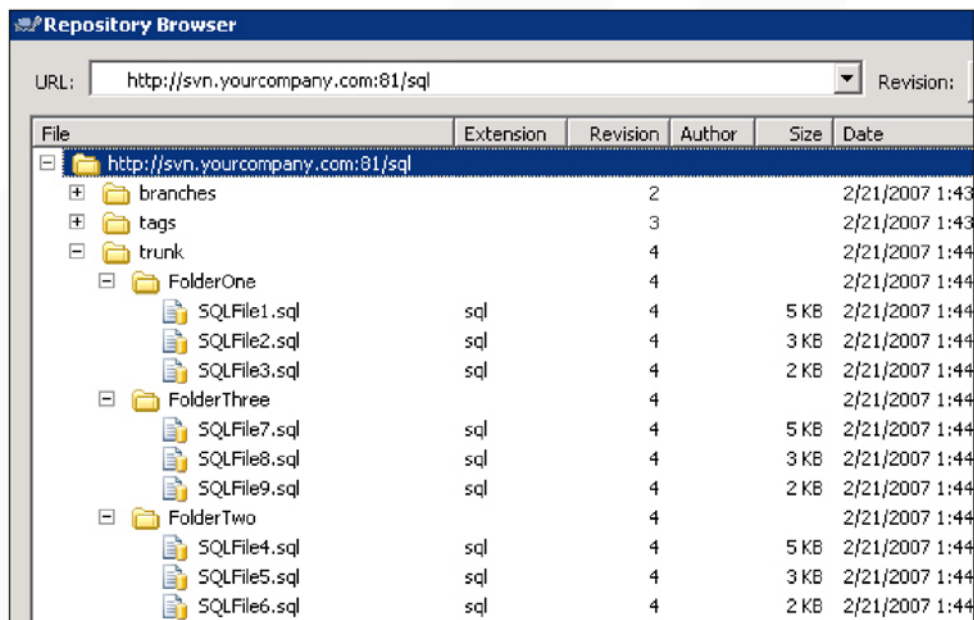 Repository Browser
URL: http://svn.yourcompany.com:81/sql Revision:
File Extension Revision Author Size Date
http://svn.yourcompany.com:81/sql
branches 2 2/21/2007 1:43
tags 3 2/21/2007 1:43
trunk 4 2/21/2007 1:44
FolderOne 4 2/21/2007 1:44
SQLFile1.sql sql 4 5 KB 2/21/2007 1:44
SQLFile2.sql sql 4 3 KB 2/21/2007 1:44
SQLFile3.sql sql 4 2 KB 2/21/2007 1:44
FolderThree 4 2/21/2007 1:44
SQLFile7.sql sql 4 5 KB 2/21/2007 1:44
SQLFile8.sql sql 4 3 KB 2/21/2007 1:44
SQLFile9.sql sql 4 2 KB 2/21/2007 1:44
FolderTwo 4 2/21/2007 1:44
SQLFile4.sql sql 4 5 KB 2/21/2007 1:44
SQLFile5.sql sql 4 3 KB 2/21/2007 1:44
SQLFile6.sql sql 4 2 KB 2/21/2007 1:44